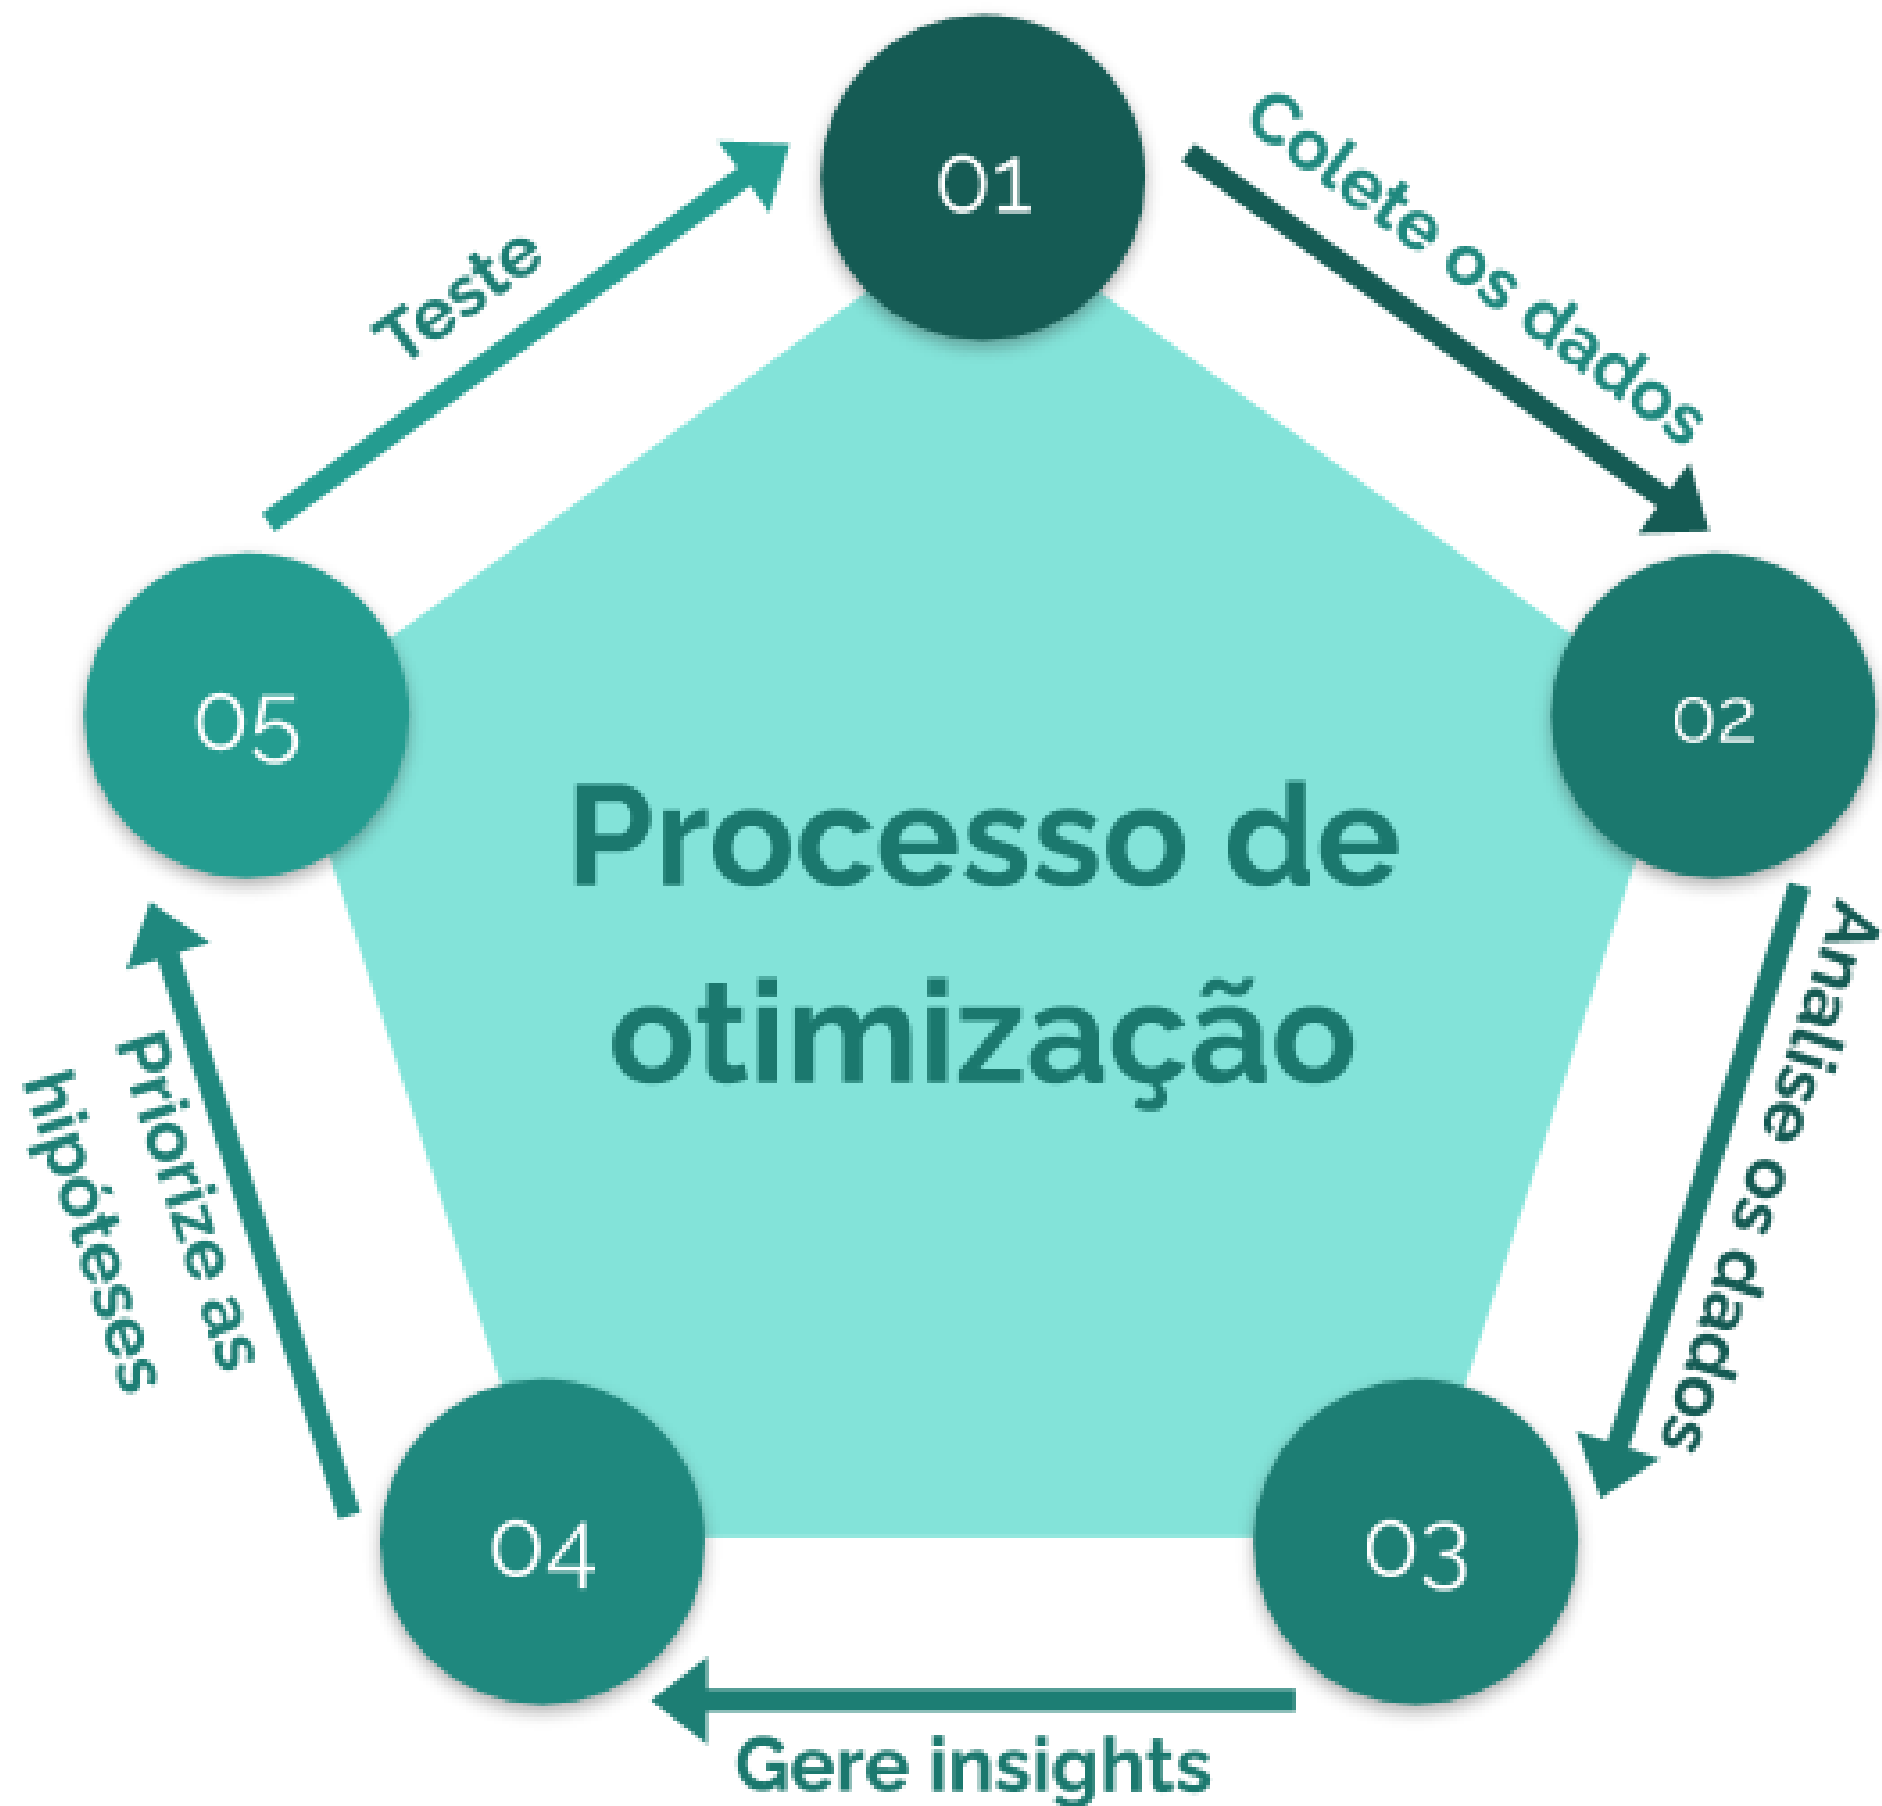 01
Colete os dados
02
Analise os dados
03
Gere insights
04
Priorize as
hipóteses
05
Teste
Processo de
otimização